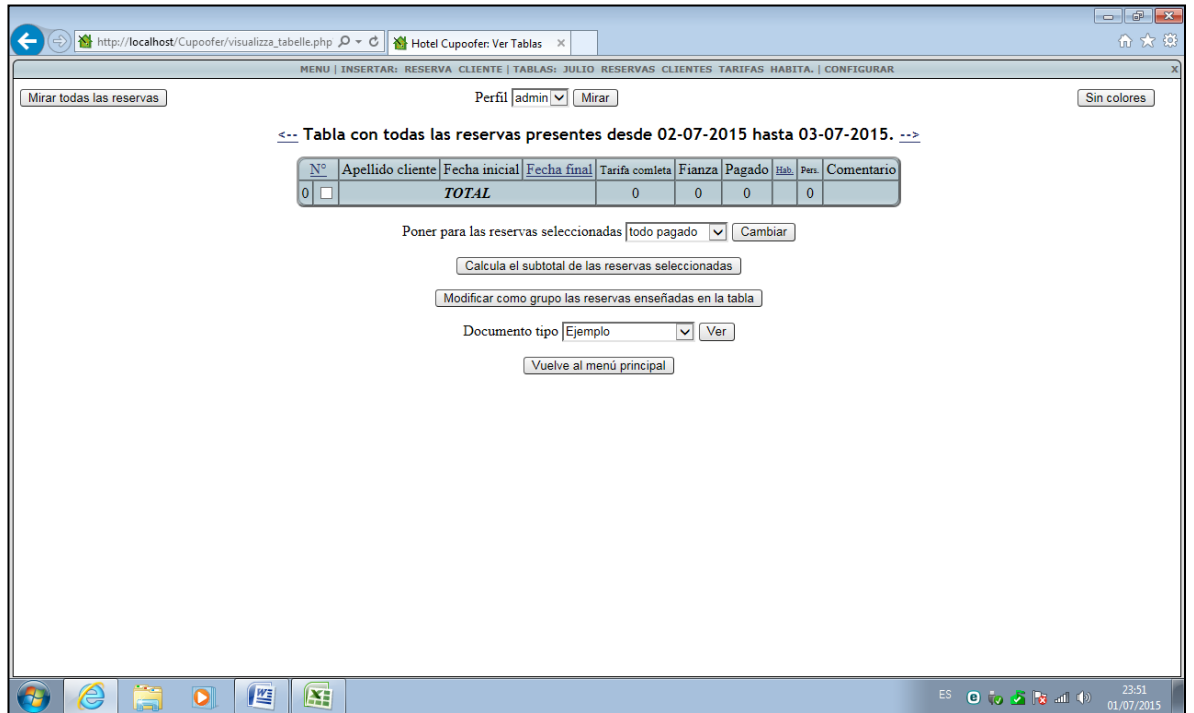 http://localhost/Cupoofer/visualizza_tabelle.php
Hotel Cupoofer: Ver Tablas
MENU | INSERTAR: RESERVA CLIENTE | TABLAS: JULIO RESERVAS CLIENTES TARIFAS HABITA. | CONFIGURAR
x
Mirar todas las reservas
Perfil admin Mirar
Sin colores
<-- Tabla con todas las reservas presentes desde 02-07-2015 hasta 03-07-2015. -->
N° Apellido cliente Fecha inicial Fecha final Tarifa comleta Fianza Pagado Hab. Pers. Comentario
0 TOTAL 0 0 0 0
Poner para las reservas seleccionadas todo pagado Cambiar
Calcula el subtotal de las reservas seleccionadas
Modificar como grupo las reservas enseñadas en la tabla
Documento tipo Ejemplo Ver
Vuelve al menú principal
ES
23:51
01/07/2015